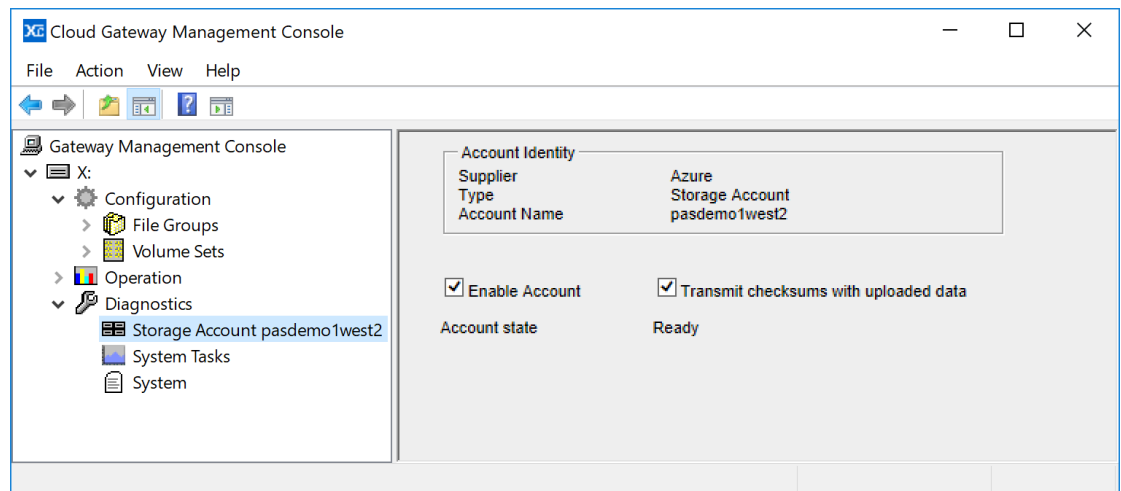 XC Cloud Gateway Management Console
File Action View Help
?
Gateway Management Console
X:
Configuration
File Groups
Volume Sets
Operation
Diagnostics
Storage Account pasdemo1west2
System Tasks
System
Account Identity
Supplier Azure
Type Storage Account
Account Name pasdemo1west2
Enable Account Transmit checksums with uploaded data
Account state Ready